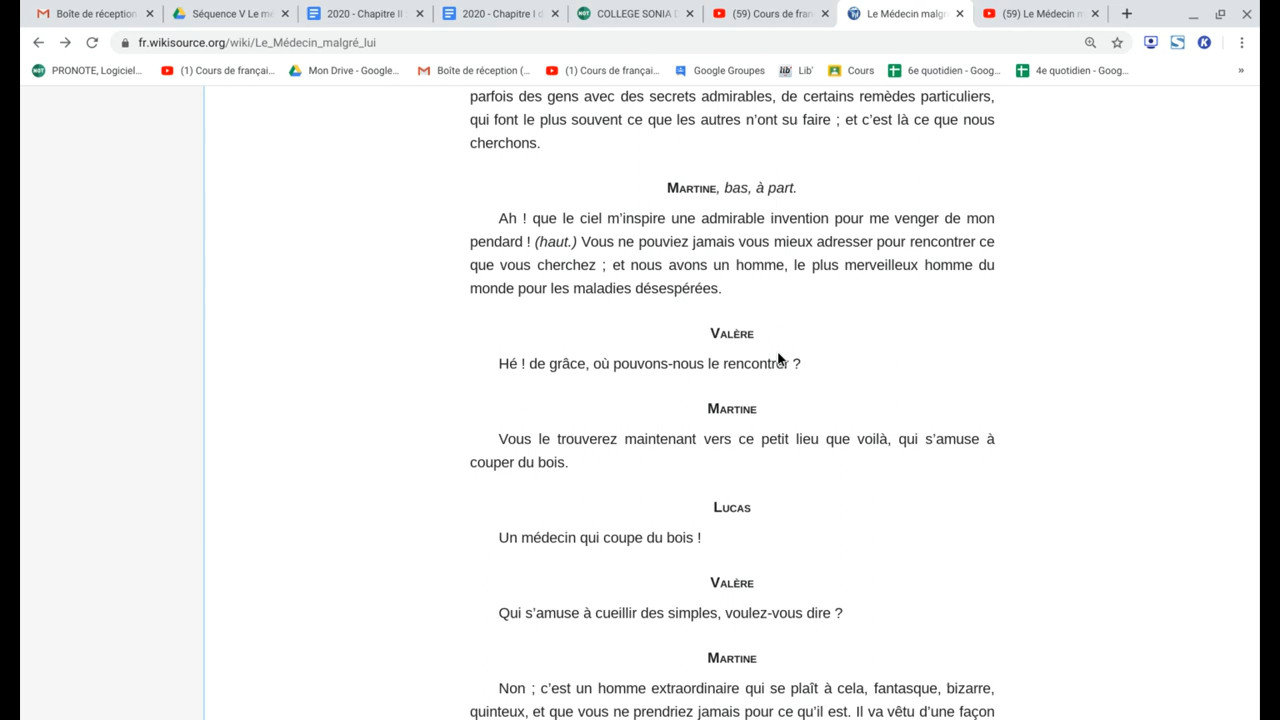 Boîte de réception
Séquence V Le mé
2020 - Chapitre II
2020 - Chapitre I d
COLLEGE SONIA D
(59) Cours de fran
Le Médecin malgr
(59) Le Médecin m
fr.wikisource.org/wiki/Le_Médecin_malgré_lui
PRONOTE, Logiciel...
(1) Cours de françai...
Mon Drive - Google...
Boîte de réception (...
(1) Cours de françai...
Google Groupes
lib' Lib'
Cours
6e quotidien - Goog...
4e quotidien - Goog...
»
parfois des gens avec des secrets admirables, de certains remèdes particuliers,
qui font le plus souvent ce que les autres n’ont su faire ; et c’est là ce que nous
cherchons.
Martine, bas, à part.
Ah ! que le ciel m’inspire une admirable invention pour me venger de mon
pendard ! (haut.) Vous ne pouviez jamais vous mieux adresser pour rencontrer ce
que vous cherchez ; et nous avons un homme, le plus merveilleux homme du
monde pour les maladies désespérées.
Valère
Hé ! de grâce, où pouvons-nous le rencontrer ?
Martine
Vous le trouverez maintenant vers ce petit lieu que voilà, qui s’amuse à
couper du bois.
Lucas
Un médecin qui coupe du bois !
Valère
Qui s’amuse à cueillir des simples, voulez-vous dire ?
Martine
Non ; c’est un homme extraordinaire qui se plaît à cela, fantasque, bizarre,
quinteux, et que vous ne prendriez jamais pour ce qu’il est. Il va vêtu d’une façon